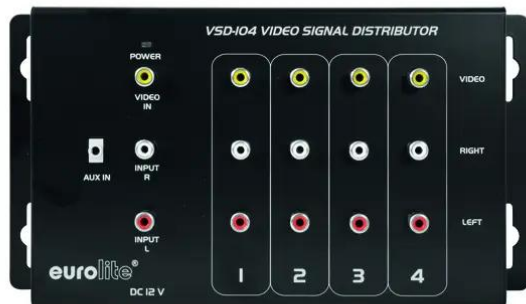 VSD-104 VIDEO SIGNAL DISTRIBUTOR
POWER
VIDEO
IN
VIDEO
AUX IN
INPUT
R
RIGHT
INPUT
L
LEFT
eurolite®
DC 12 V
1 2 3 4